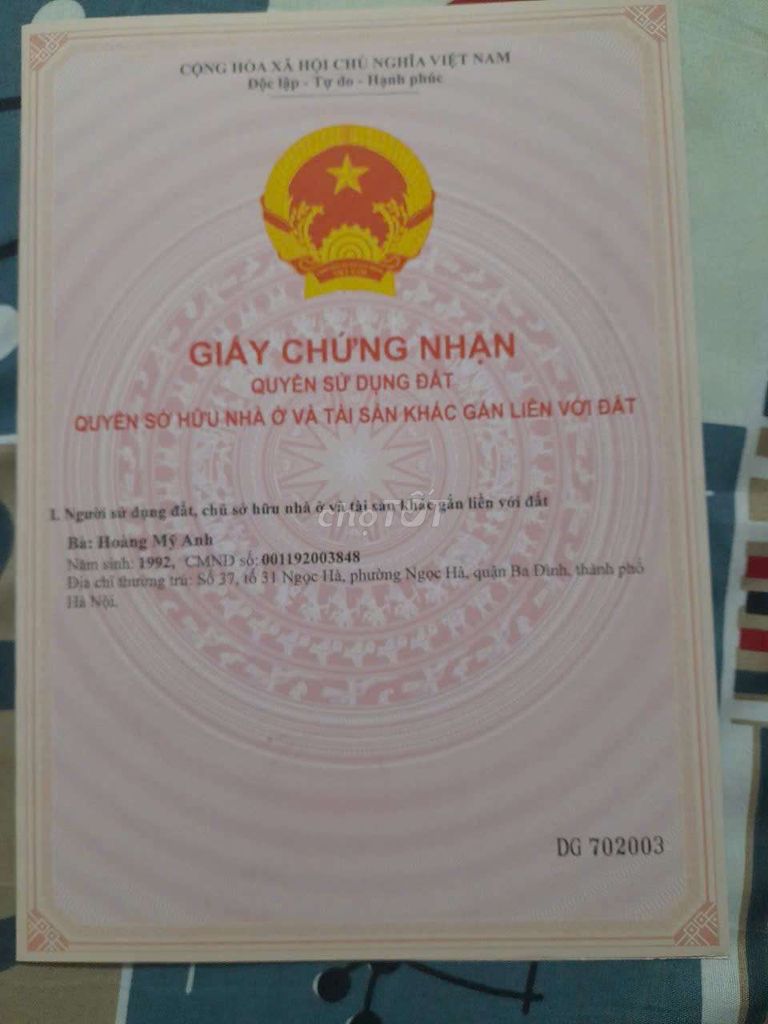 CỘNG HÒA XÃ HỘI CHỦ NGHĨA VIỆT NAM
Độc lập - Tự do - Hạnh phúc
GIẤY CHỨNG NHẬN
QUYỀN SỬ DỤNG ĐẤT
QUYỀN SỞ HỮU NHÀ Ở VÀ TÀI SẢN KHÁC GẮN LIỀN VỚI ĐẤT
I. Người sử dụng đất, chủ sở hữu nhà ở và tài sản khác gắn liền với đất
choTỐT
Bà: Hoàng Mỹ Anh
Năm sinh: 1992, CMND số: 001192003848
Địa chỉ thường trú: Số 37, tổ 31 Ngọc Hà, phường Ngọc Hà, quận Ba Đình, thành phố
Hà Nội.
DG 702003